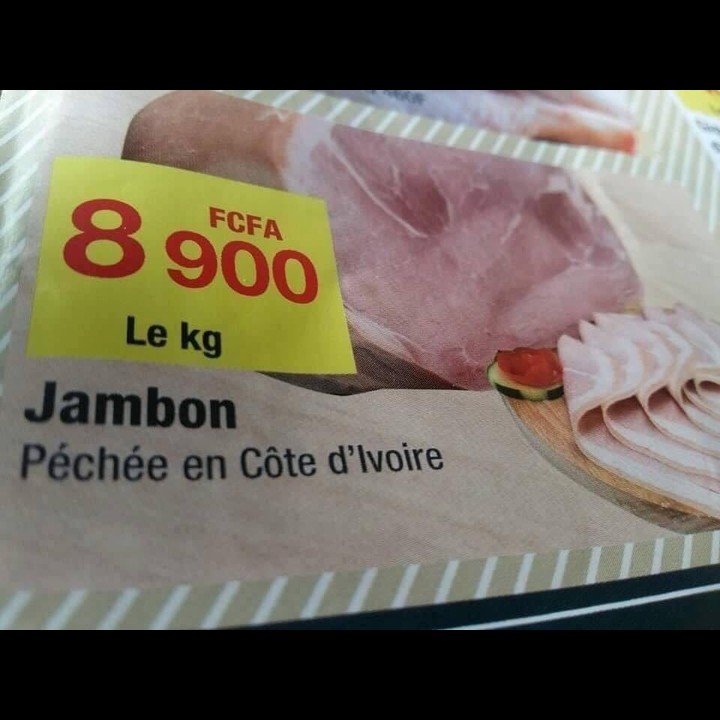 FCFA
8 900
Le kg
Jambon
Péchée en Côte d'Ivoire